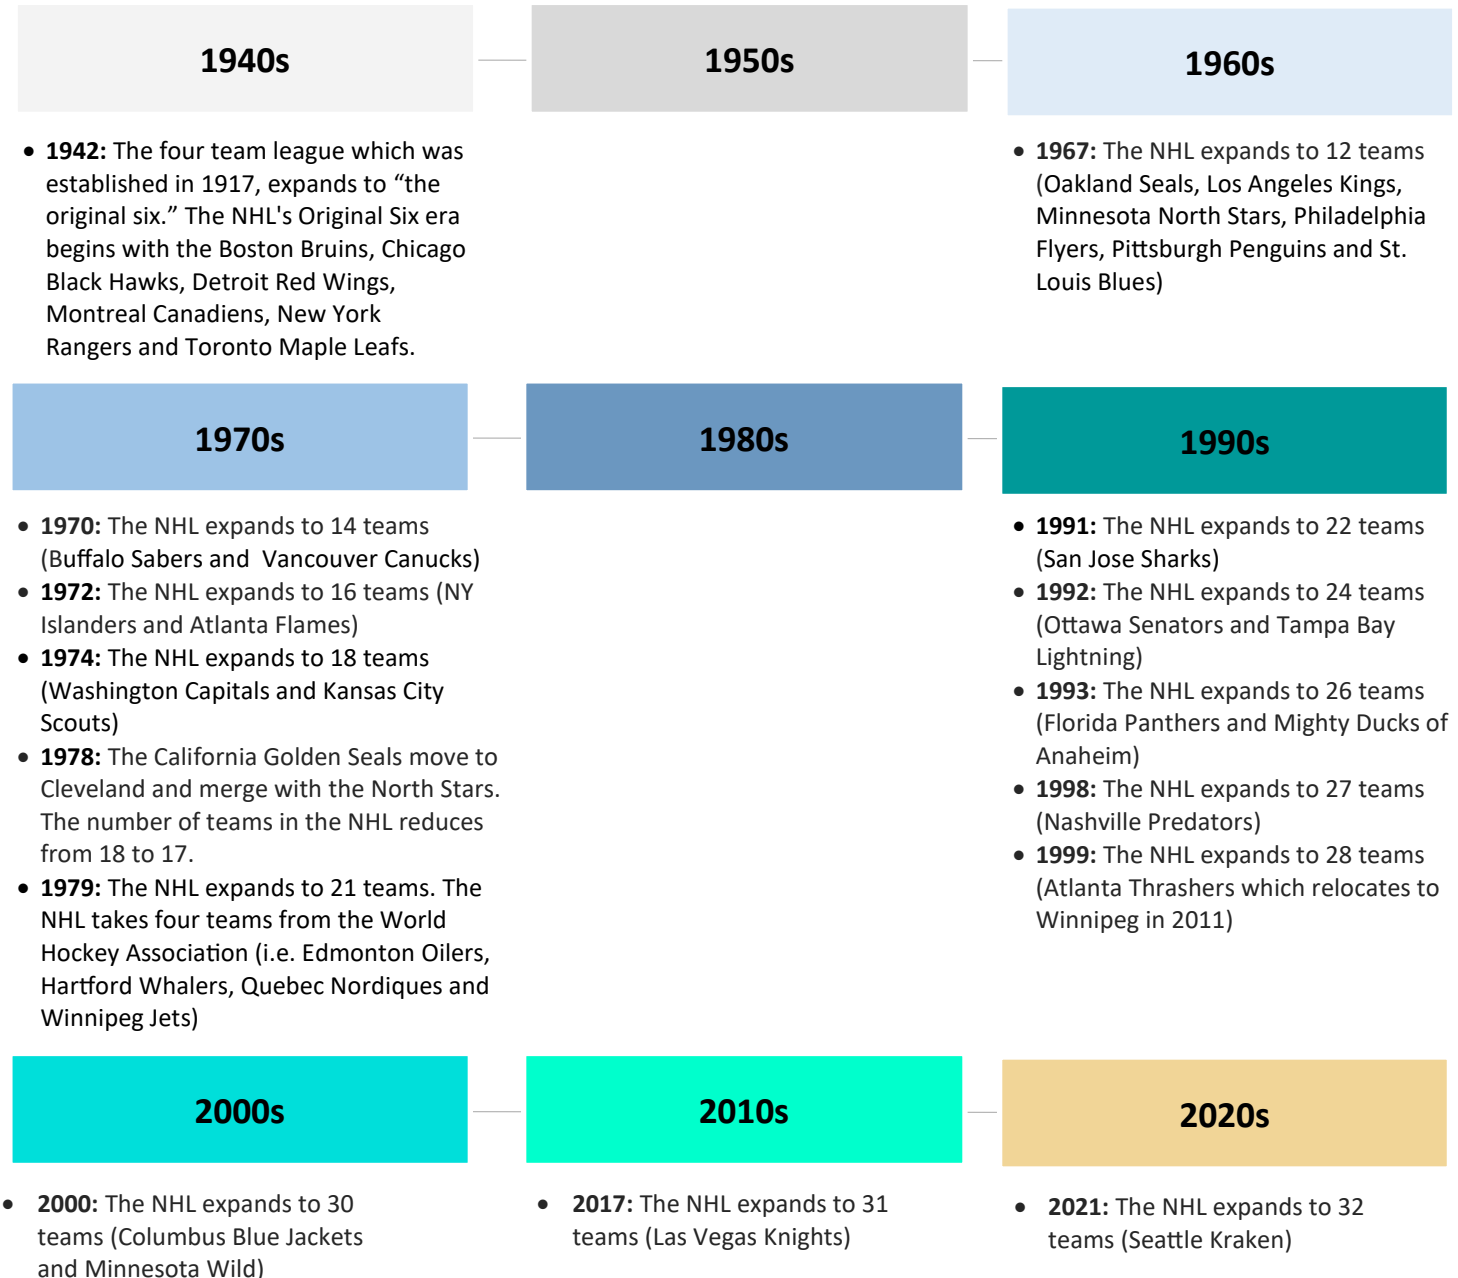 1940s
1950s
1960s
• 1942: The four team league which was
established in 1917, expands to “the
original six.” The NHL's Original Six era
begins with the Boston Bruins, Chicago
Black Hawks, Detroit Red Wings,
Montreal Canadiens, New York
Rangers and Toronto Maple Leafs.
• 1967: The NHL expands to 12 teams
(Oakland Seals, Los Angeles Kings,
Minnesota North Stars, Philadelphia
Flyers, Pittsburgh Penguins and St.
Louis Blues)
1970s
1980s
1990s
• 1970: The NHL expands to 14 teams
(Buffalo Sabers and  Vancouver Canucks)
• 1972: The NHL expands to 16 teams (NY
Islanders and Atlanta Flames)
• 1974: The NHL expands to 18 teams
(Washington Capitals and Kansas City
Scouts)
• 1978: The California Golden Seals move to
Cleveland and merge with the North Stars.
The number of teams in the NHL reduces
from 18 to 17.
• 1979: The NHL expands to 21 teams. The
NHL takes four teams from the World
Hockey Association (i.e. Edmonton Oilers,
Hartford Whalers, Quebec Nordiques and
Winnipeg Jets)
• 1991: The NHL expands to 22 teams
(San Jose Sharks)
• 1992: The NHL expands to 24 teams
(Ottawa Senators and Tampa Bay
Lightning)
• 1993: The NHL expands to 26 teams
(Florida Panthers and Mighty Ducks of
Anaheim)
• 1998: The NHL expands to 27 teams
(Nashville Predators)
• 1999: The NHL expands to 28 teams
(Atlanta Thrashers which relocates to
Winnipeg in 2011)
2000s
2010s
2020s
• 2000: The NHL expands to 30
teams (Columbus Blue Jackets
and Minnesota Wild)
• 2017: The NHL expands to 31
teams (Las Vegas Knights)
• 2021: The NHL expands to 32
teams (Seattle Kraken)